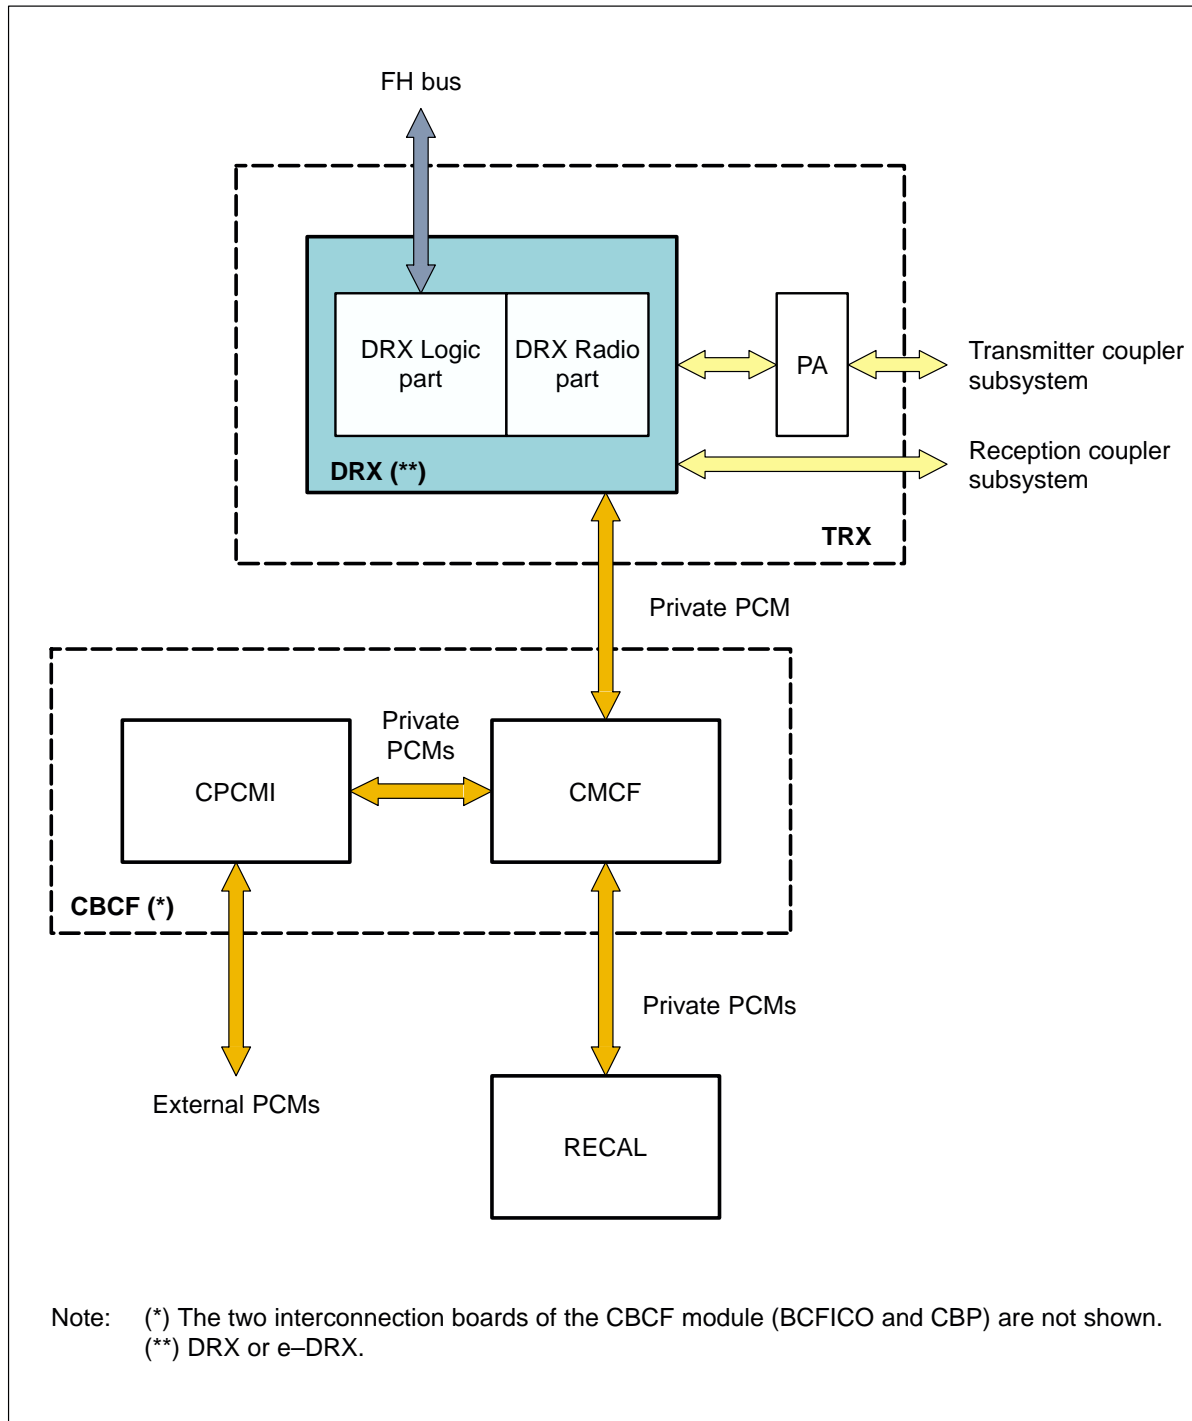 FH bus
DRX Logic
part
DRX Radio
part
PA
Transmitter coupler
subsystem
Reception coupler
subsystem
DRX (**)
TRX
Private PCM
Private
PCMs
CPCMI
CMCF
CBCF (*)
Private PCMs
External PCMs
RECAL
Note: (*) The two interconnection boards of the CBCF module (BCFICO and CBP) are not shown.
(**) DRX or e–DRX.